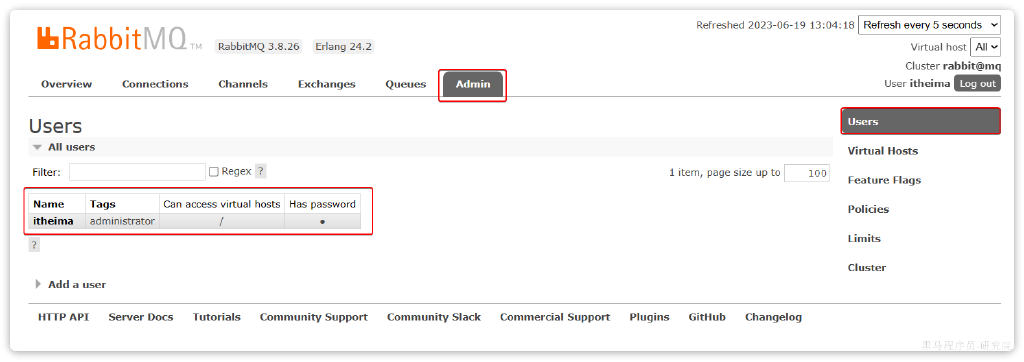 Refreshed 2023-06-19 13:04:18 Refresh every 5 seconds
RabbitMQ TM RabbitMQ 3.8.26 Erlang 24.2
Virtual host All
Cluster rabbit@mq
User itheima Log out
Overview Connections Channels Exchanges Queues Admin
Users
All users
Filter: Regex ?
1 item, page size up to 100
Name Tags Can access virtual hosts Has password
itheima administrator / •
?
Add a user
Users
Virtual Hosts
Feature Flags
Policies
Limits
Cluster
HTTP API Server Docs Tutorials Community Support Community Slack Commercial Support Plugins GitHub Changelog
黑马程序员-研究院